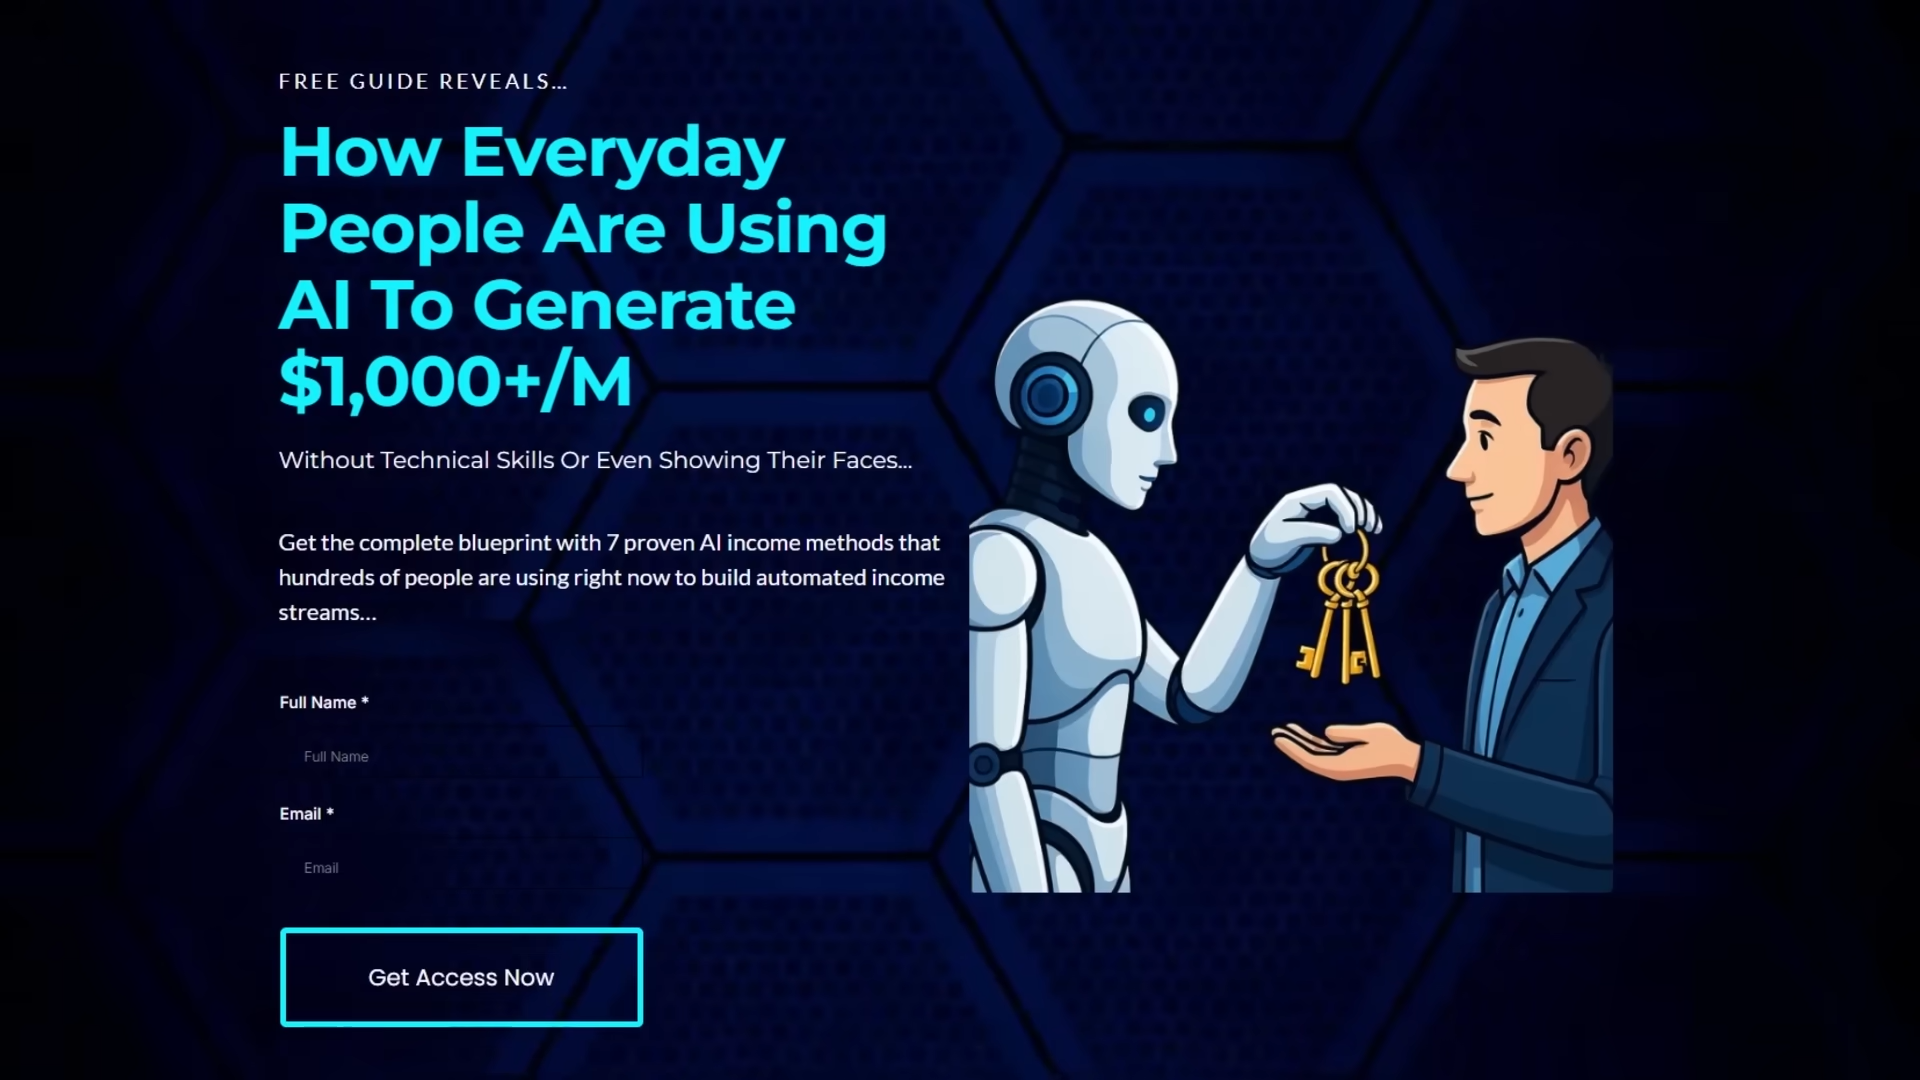 FREE GUIDE REVEALS...
How Everyday
People Are Using
AI To Generate
$1,000+/M
Without Technical Skills Or Even Showing Their Faces...
Get the complete blueprint with 7 proven AI income methods that
hundreds of people are using right now to build automated income
streams...
Full Name *
Full Name
Email *
Email
Get Access Now